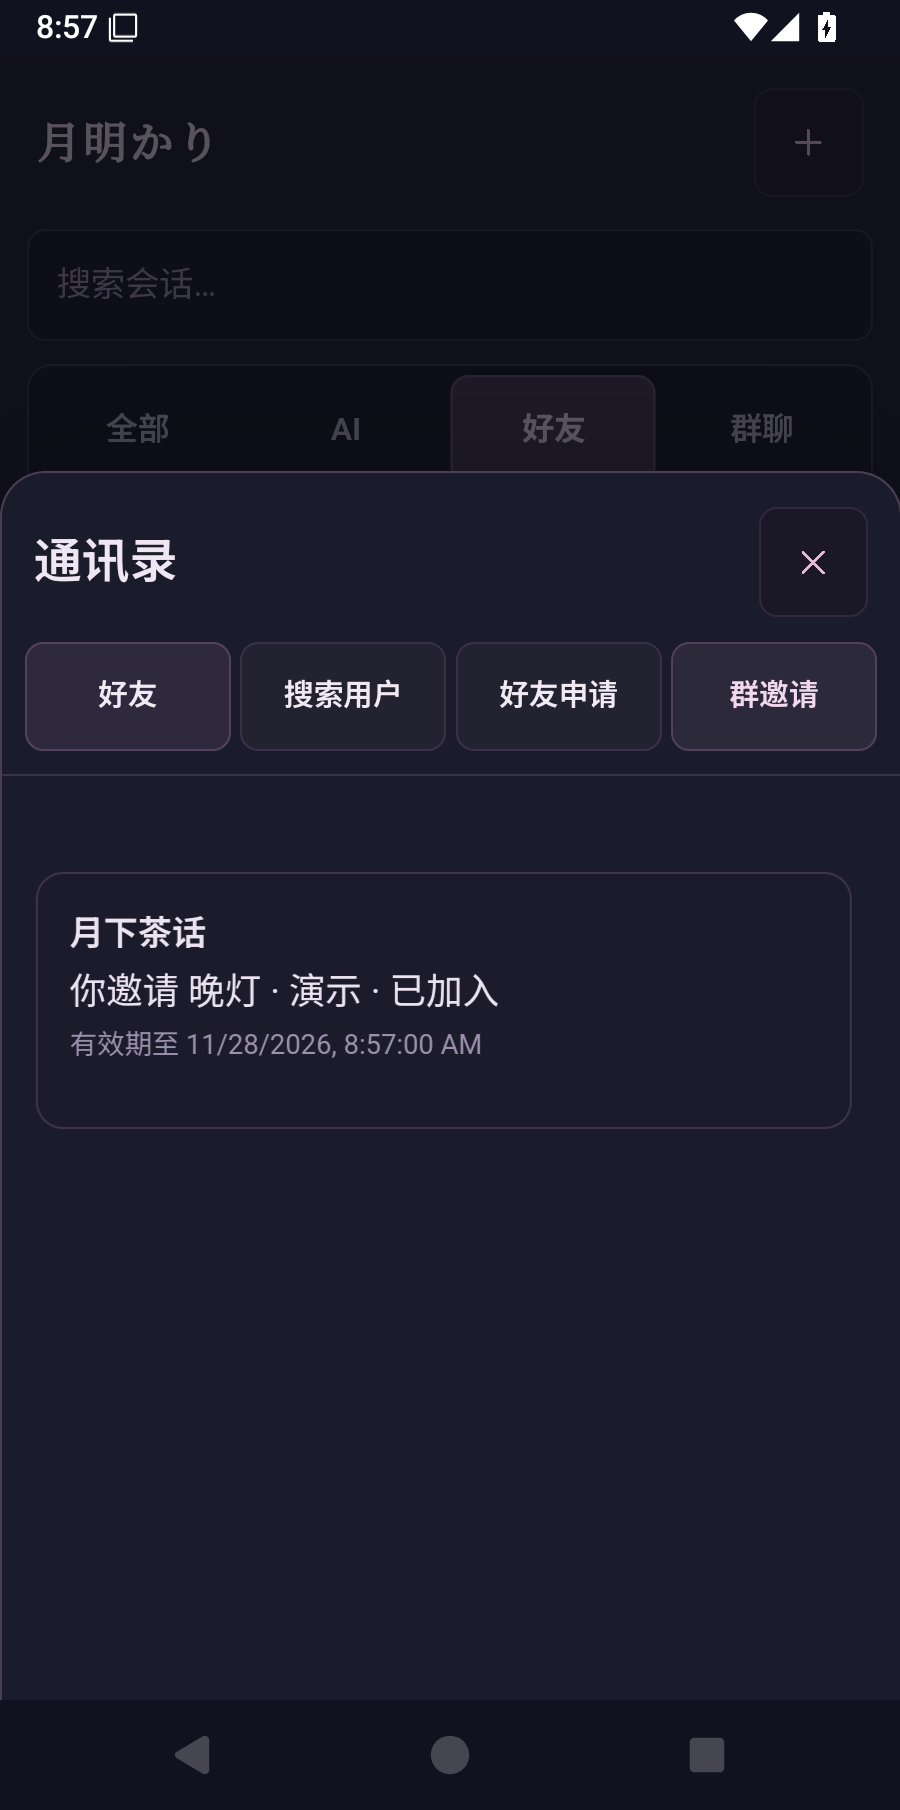 8:57
月明かり
+
搜索会话…
全部 AI 好友 群聊
通讯录
好友 搜索用户 好友申请 群邀请
月下茶话
你邀请 晚灯 · 演示 · 已加入
有效期至 11/28/2026, 8:57:00 AM